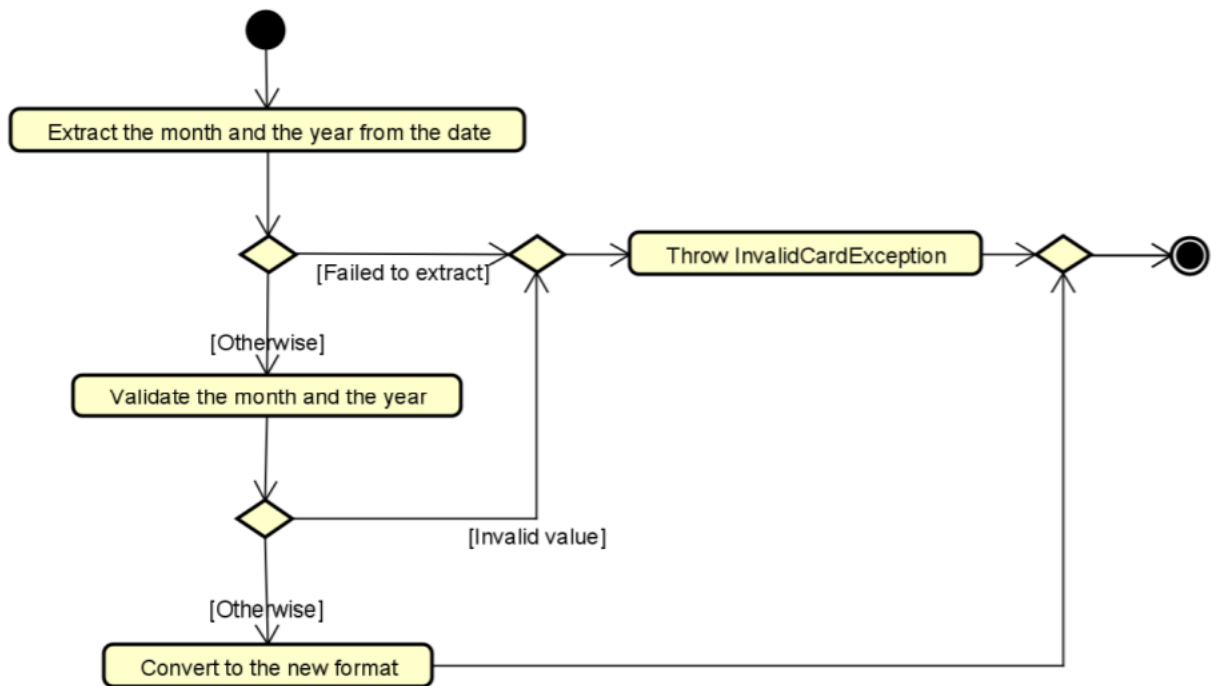 Extract the month and the year from the date
Throw InvalidCardException
[Failed to extract]
[Otherwise]
Validate the month and the year
[Invalid value]
[Otherwise]
Convert to the new format